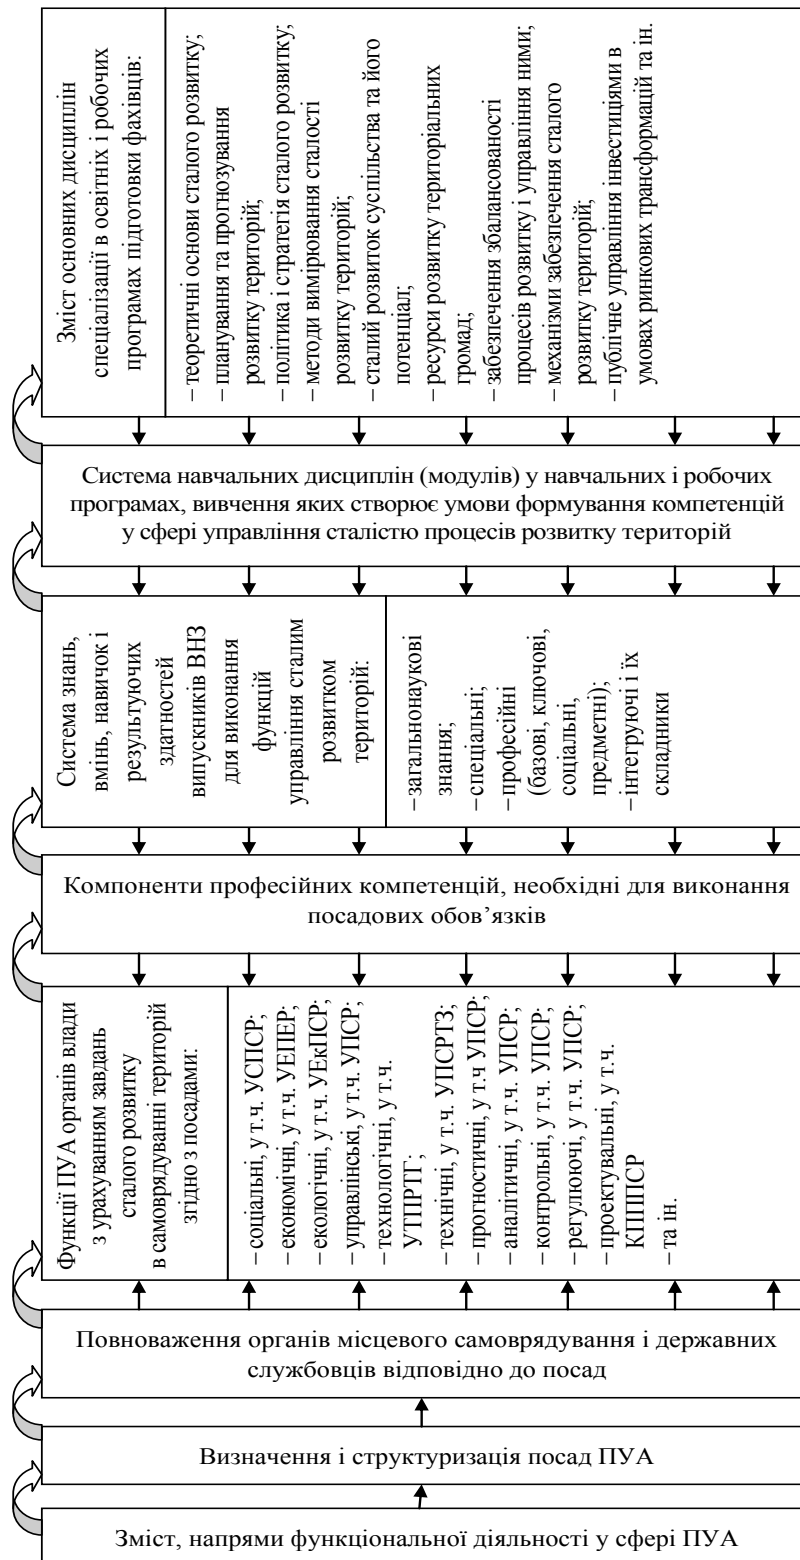 Зміст основних дисциплін
спеціалізації в освітніх і робочих
програмах підготовки фахівців:
– теоретичні основи сталого розвитку;
– планування та прогнозування
розвитку територій;
– політика і стратегія сталого розвитку;
– методи вимірювання сталості
розвитку територій;
– сталий розвиток суспільства та його
потенціал;
– ресурси розвитку територіальних
громад;
– забезпечення збалансованості
процесів розвитку і управління ними;
– механізми забезпечення сталого
розвитку територій;
– публічне управління інвестиціями в
умовах ринкових трансформацій та ін.
Система навчальних дисциплін (модулів) у навчальних і робочих
програмах, вивчення яких створює умови формування компетенцій
у сфері управління сталістю процесів розвитку територій
Система знань,
вмінь, навичок і
результуючих
здатностей
випускників ВНЗ
для виконання
функцій
управління сталим
розвитком
територій:
– загальнонаукові
знання;
– спеціальні;
– професійні
(базові, ключові,
соціальні,
предметні);
– інтегруючі і їх
складники
Компоненти професійних компетенцій, необхідні для виконання
посадових обов’язків
Функції ПУА органів влади
з урахуванням завдань
сталого розвитку
в самоврядуванні територій
згідно з посадами:
– соціальні, у т.ч. УСПСР;
– економічні, у т.ч. УЕПЕР;
– екологічні, у т.ч. УЕкПСР;
– управлінські, у т.ч. УПСР;
– технологічні, у т.ч.
УТПРТГ;
– технічні, у т.ч. УПСРТЗ;
– прогностичні, у т.ч УПСР;
– аналітичні, у т.ч. УПСР;
– контрольні, у т.ч. УПСР;
– регулюючі, у т.ч. УПСР;
– проектувальні, у т.ч.
КПППСР
– та ін.
Повноваження органів місцевого самоврядування і державних
службовців відповідно до посад
Визначення і структуризація посад ПУА
Зміст, напрями функціональної діяльності у сфері ПУА